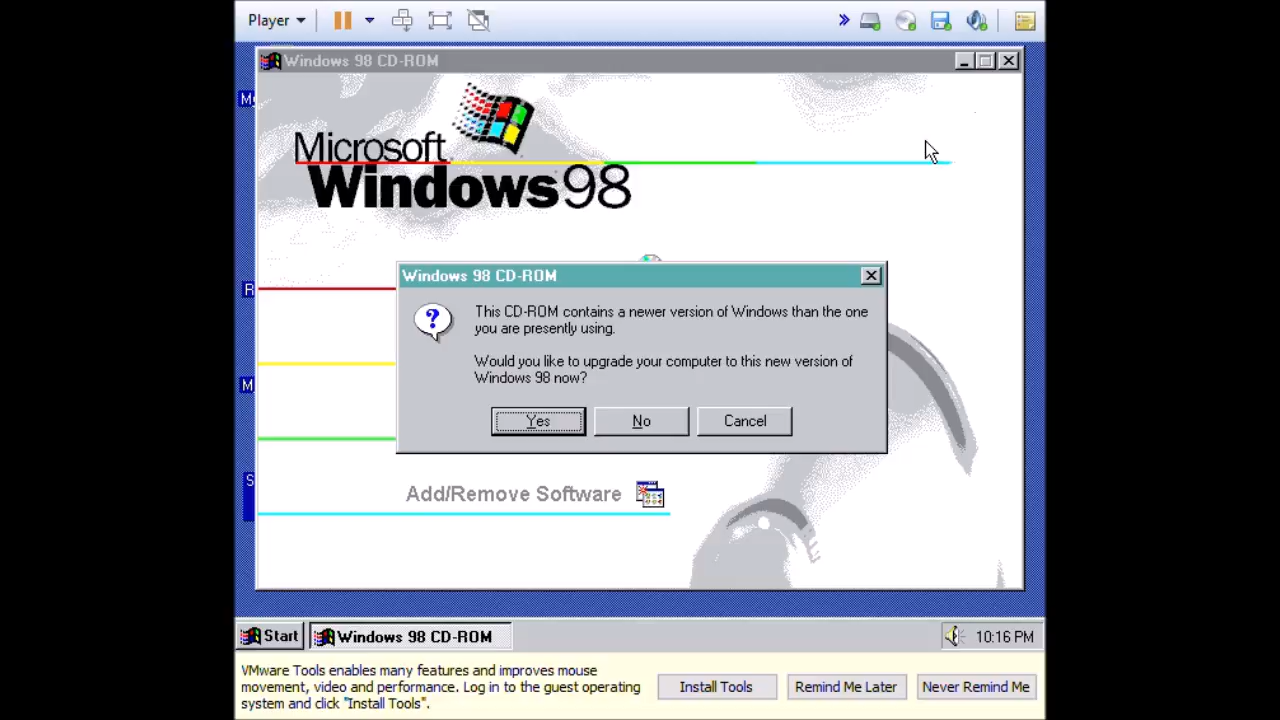 Player
Windows 98 CD-ROM
Microsoft
Windows 98
Windows 98 CD-ROM
This CD-ROM contains a newer version of Windows than the one
you are presently using.
Would you like to upgrade your computer to this new version of
Windows 98 now?
Yes
No
Cancel
Add/Remove Software
Start
Windows 98 CD-ROM
10:16 PM
VMware Tools enables many features and improves mouse
movement, video and performance. Log in to the guest operating
system and click "Install Tools".
Install Tools
Remind Me Later
Never Remind Me